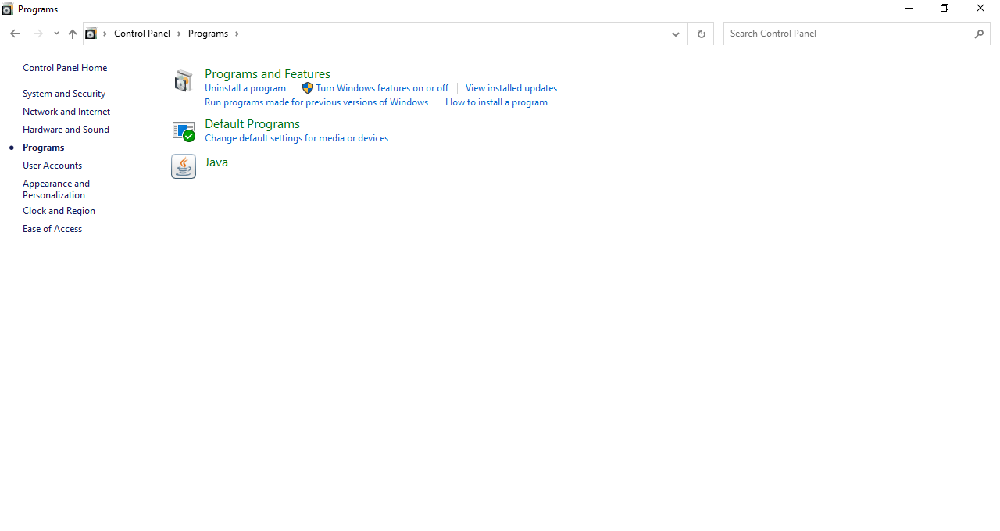 Programs
Control Panel > Programs >
Search Control Panel
Control Panel Home
System and Security
Network and Internet
Hardware and Sound
Programs
User Accounts
Appearance and
Personalization
Clock and Region
Ease of Access
Programs and Features
Uninstall a program
Turn Windows features on or off
View installed updates
Run programs made for previous versions of Windows
How to install a program
Default Programs
Change default settings for media or devices
Java